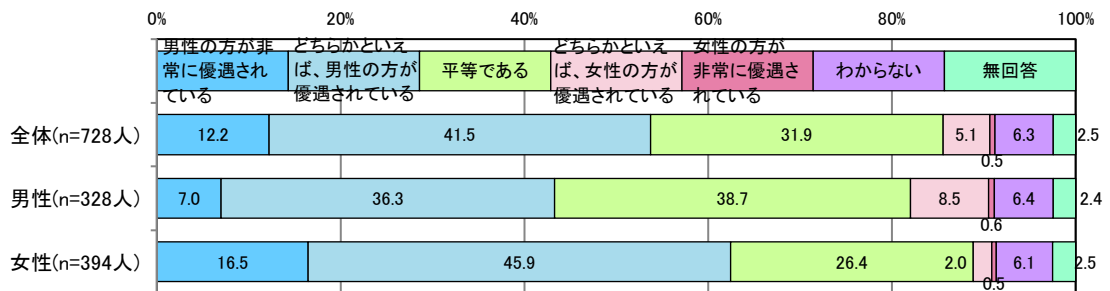 0% 20% 40% 60% 80% 100%
男性の方が非
常に優遇され
ている
どちらかといえ
ば、男性の方が
優遇されている
平等である
どちらかといえ
ば、女性の方が
優遇されている
女性の方が
非常に優遇さ
れている
わからない
無回答
全体(n=728人) 12.2 41.5 31.9 5.1 0.5 6.3 2.5
男性(n=328人) 7.0 36.3 38.7 8.5 0.6 6.4 2.4
女性(n=394人) 16.5 45.9 26.4 2.0 0.5 6.1 2.5